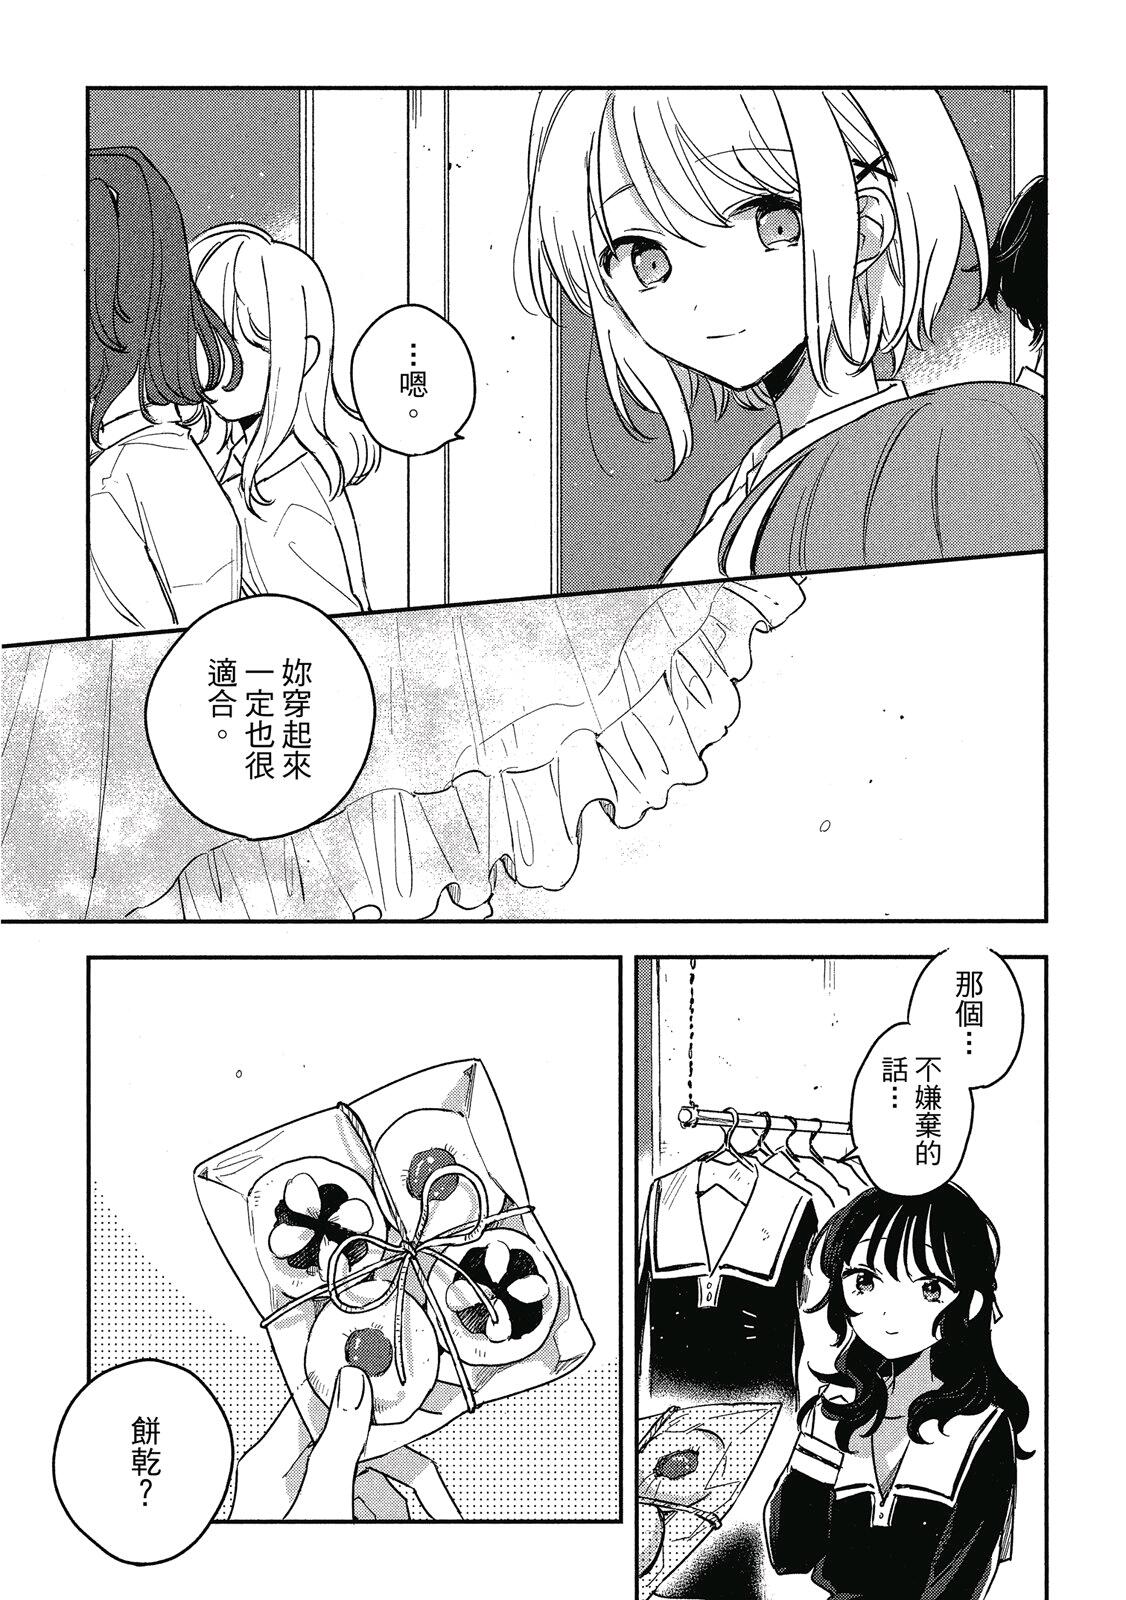 …嗯。
妳穿起來
一定也很
適合。
那個…
不嫌棄的
話…
餅乾?